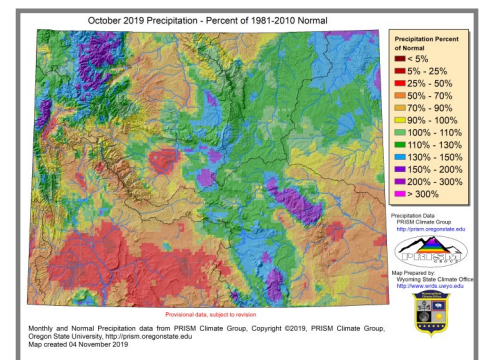 October 2019 Precipitation - Percent of 1981-2010 Normal
Precipitation Percent
of Normal
< 5%
5% - 25%
25% - 50%
50% - 70%
70% - 90%
90% - 100%
100% - 110%
110% - 130%
130% - 150%
150% - 200%
200% - 300%
> 300%
Precipitation Data
PRISM Climate Group
http://prism.oregonstate.edu
PRISM
Map Prepared by:
Wyoming State Climate Office
http://www.wrds.uwyo.edu
Provisional data, subject to revision
Monthly and Normal Precipitation data from PRISM Climate Group, Copyright ©2019, PRISM Climate Group,
Oregon State University, http://prism.oregonstate.edu
Map created 04 November 2019